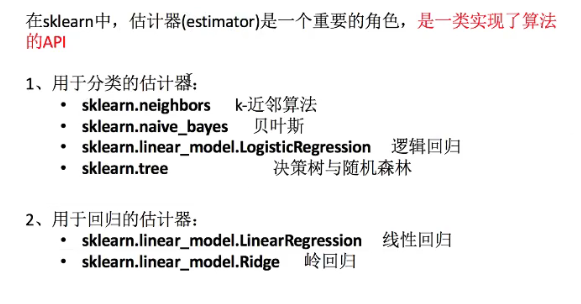 在sklearn中，估计器(estimator)是一个重要的角色，是一类实现了算法
的API
1、用于分类的估计器：
• sklearn.neighbors k-近邻算法
• sklearn.naive_bayes 贝叶斯
• sklearn.linear_model.LogisticRegression 逻辑回归
• sklearn.tree 决策树与随机森林
2、用于回归的估计器：
• sklearn.linear_model.LinearRegression 线性回归
• sklearn.linear_model.Ridge 岭回归